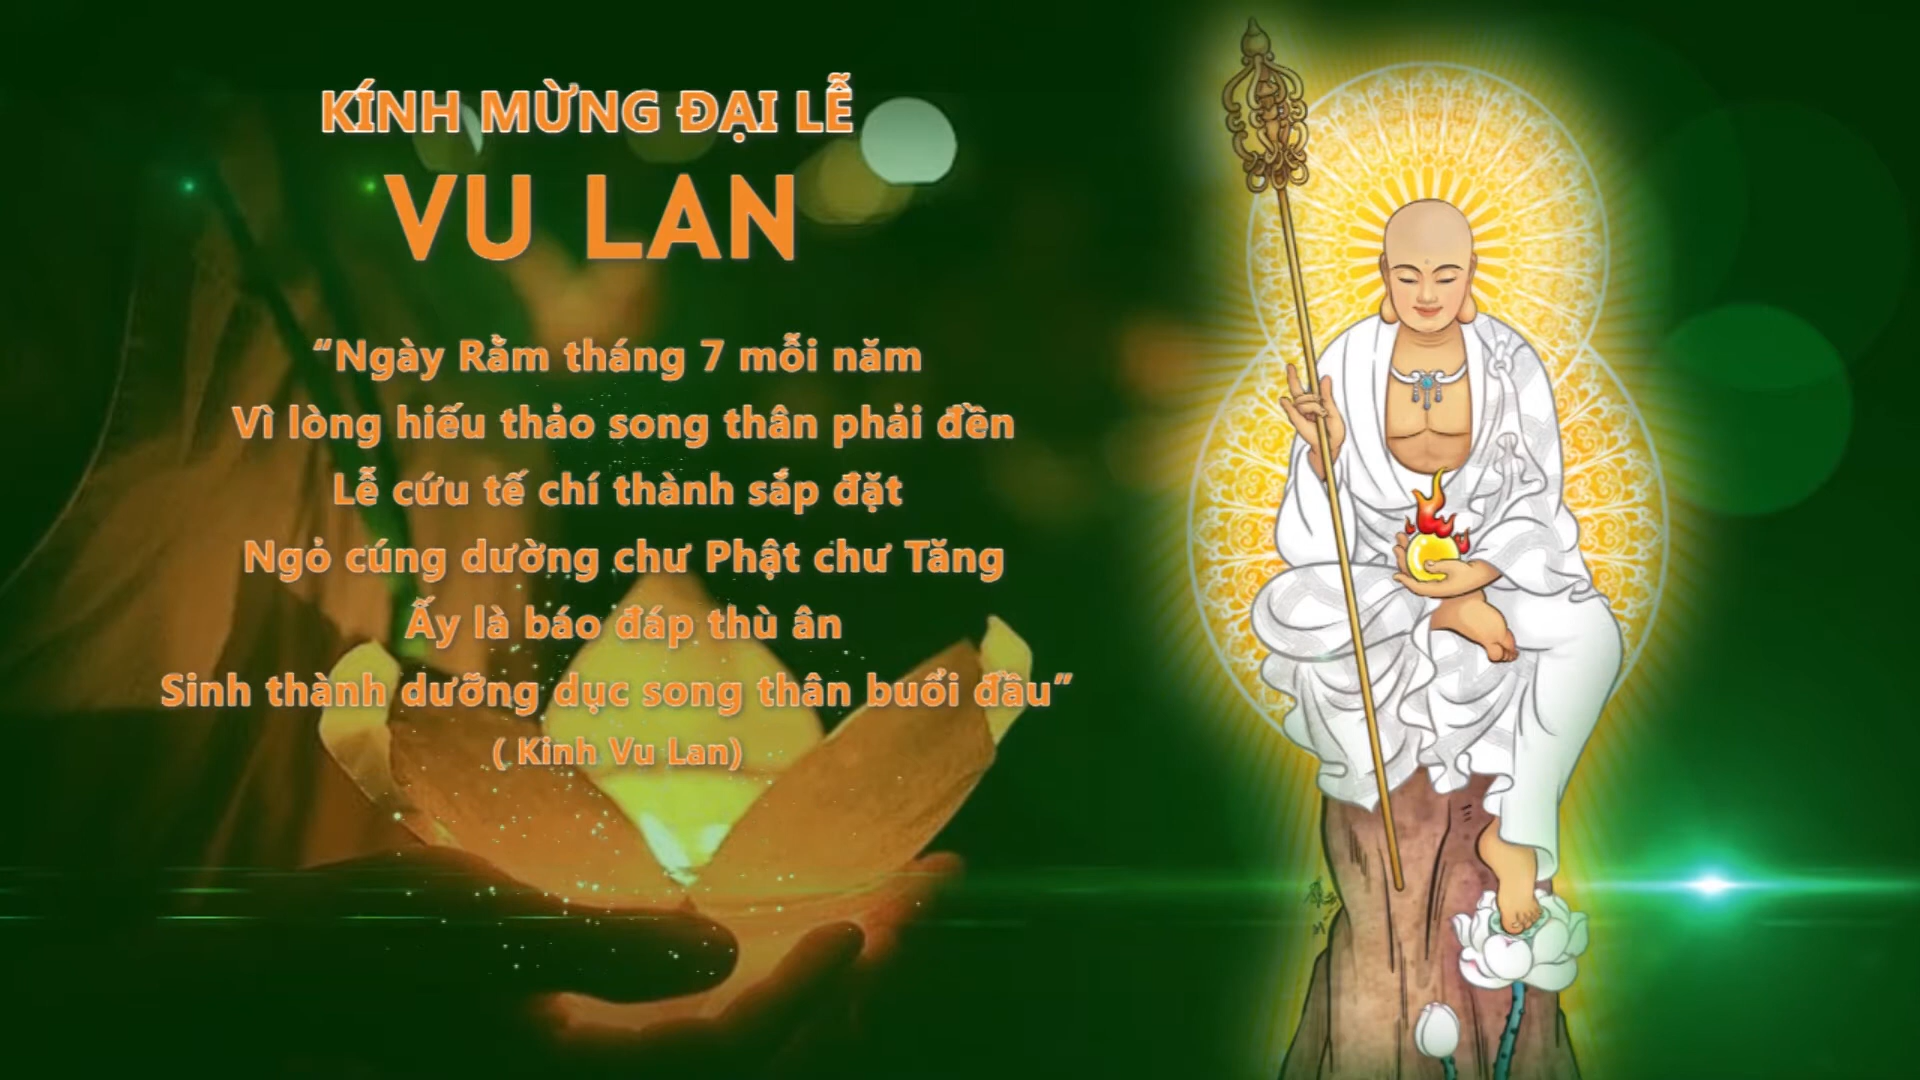 KÍNH MỪNG ĐẠI LỄ
VU LAN
“Ngày Rằm tháng 7 mỗi năm
Vì lòng hiếu thảo song thân phải đền
Lễ cứu tế chí thành sắp đặt
Ngỏ cúng dường chư Phật chư Tăng
Ấy là báo đáp thù ân
Sinh thành dưỡng dục song thân buổi đầu”
( Kinh Vu Lan)